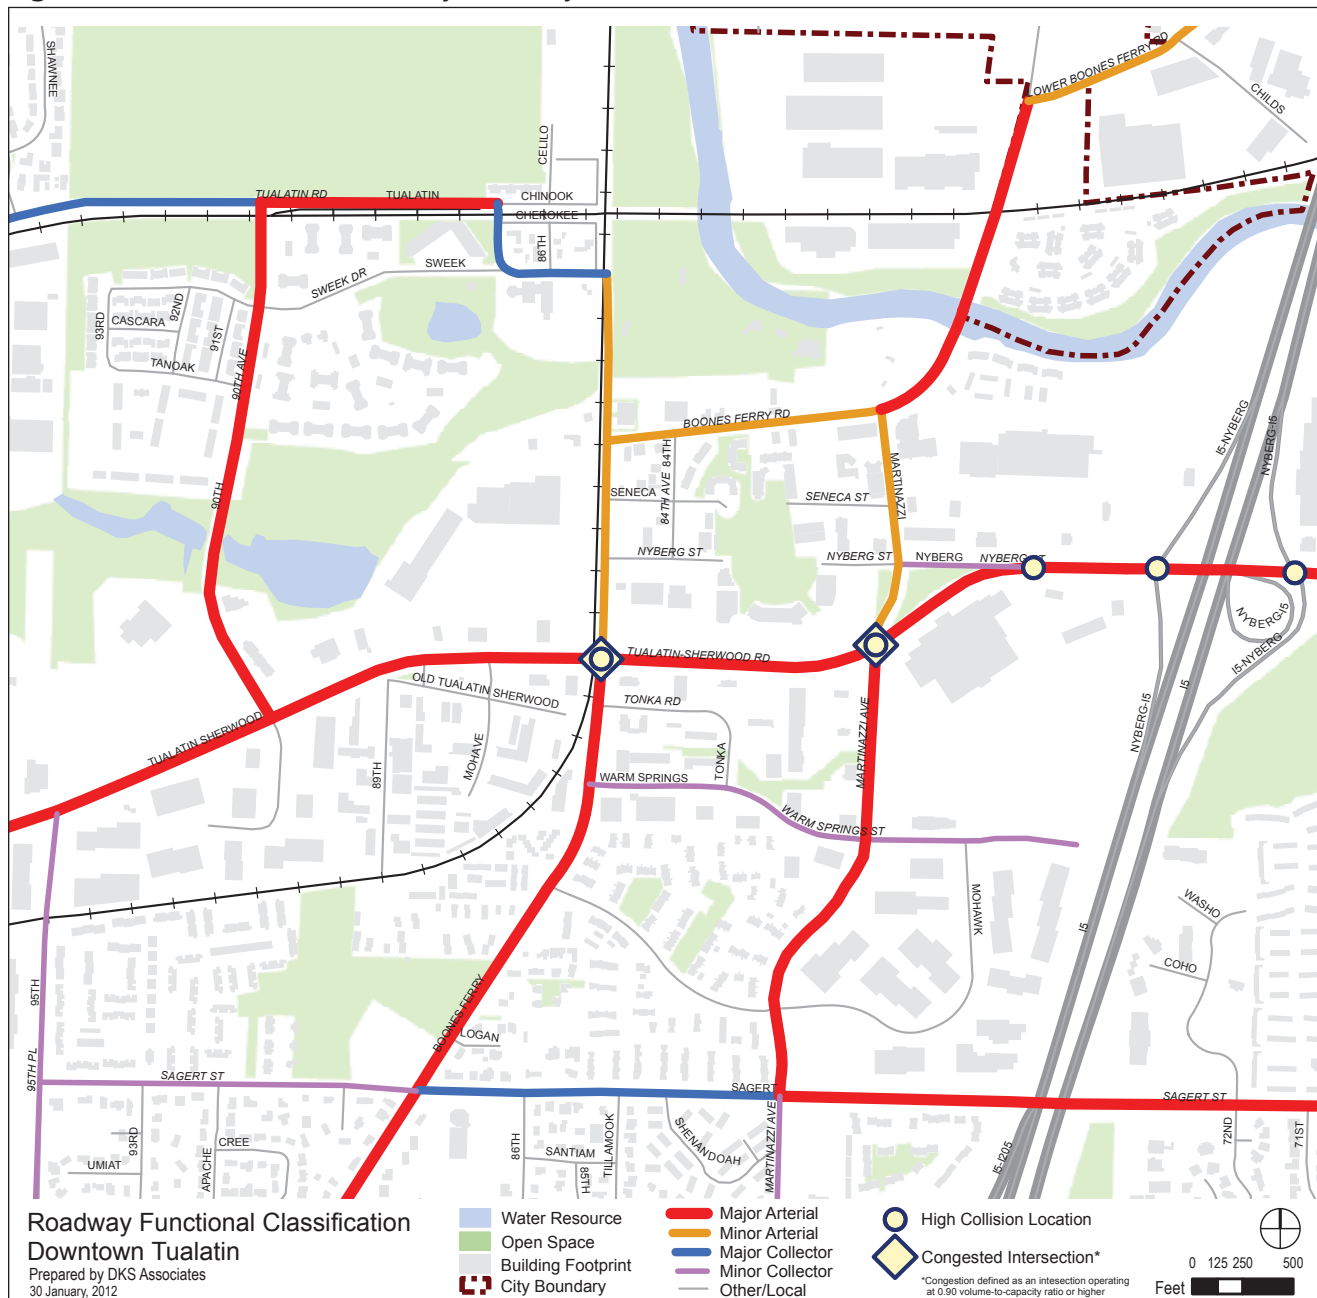 SHAWNEE
LOWER BOONES FERRY RD
CHILDS
CELILO
TUALATIN RD
TUALATIN
CHINOOK
CHEROKEE
86TH
SWEEK
SWEEK DR
93RD
CASCARA
92ND
91ST
TANOAK
90TH AVE
I5-NYBERG
NYBERG-I5
BOONES FERRY RD
84TH
MARTINAZZI
90TH
SENECA
84TH AVE
SENECA ST
NYBERG ST
NYBERG ST
NYBERG
NYBERG ST
NYBERG-I5
I5-NYBERG
TUALATIN-SHERWOOD RD
OLD TUALATIN SHERWOOD
TONKA RD
I5
NYBERG-I5
TUALATIN SHERWOOD
MARTINAZZI AVE
MOHAVE
TONKA
89TH
WARM SPRINGS
WARM SPRINGS ST
MOHAWK
WASHO
I5
COHO
95TH
BOONES FERRY
LOGAN
95TH PL
SAGERT ST
SAGERT
SAGERT ST
93RD
CREE
APACHE
UMIAT
86TH
SANTIAM
85TH
TILLAMOOK
SHENANDOAH
MARTINAZZI AVE
I5-I205
72ND
71ST
Roadway Functional Classification
Downtown Tualatin
Prepared by DKS Associates
30 January, 2012
Water Resource
Open Space
Building Footprint
City Boundary
Major Arterial
Minor Arterial
Major Collector
Minor Collector
Other/Local
High Collision Location
Congested Intersection*
*Congestion defined as an intesection operating
at 0.90 volume-to-capacity ratio or higher
0 125 250 500
Feet